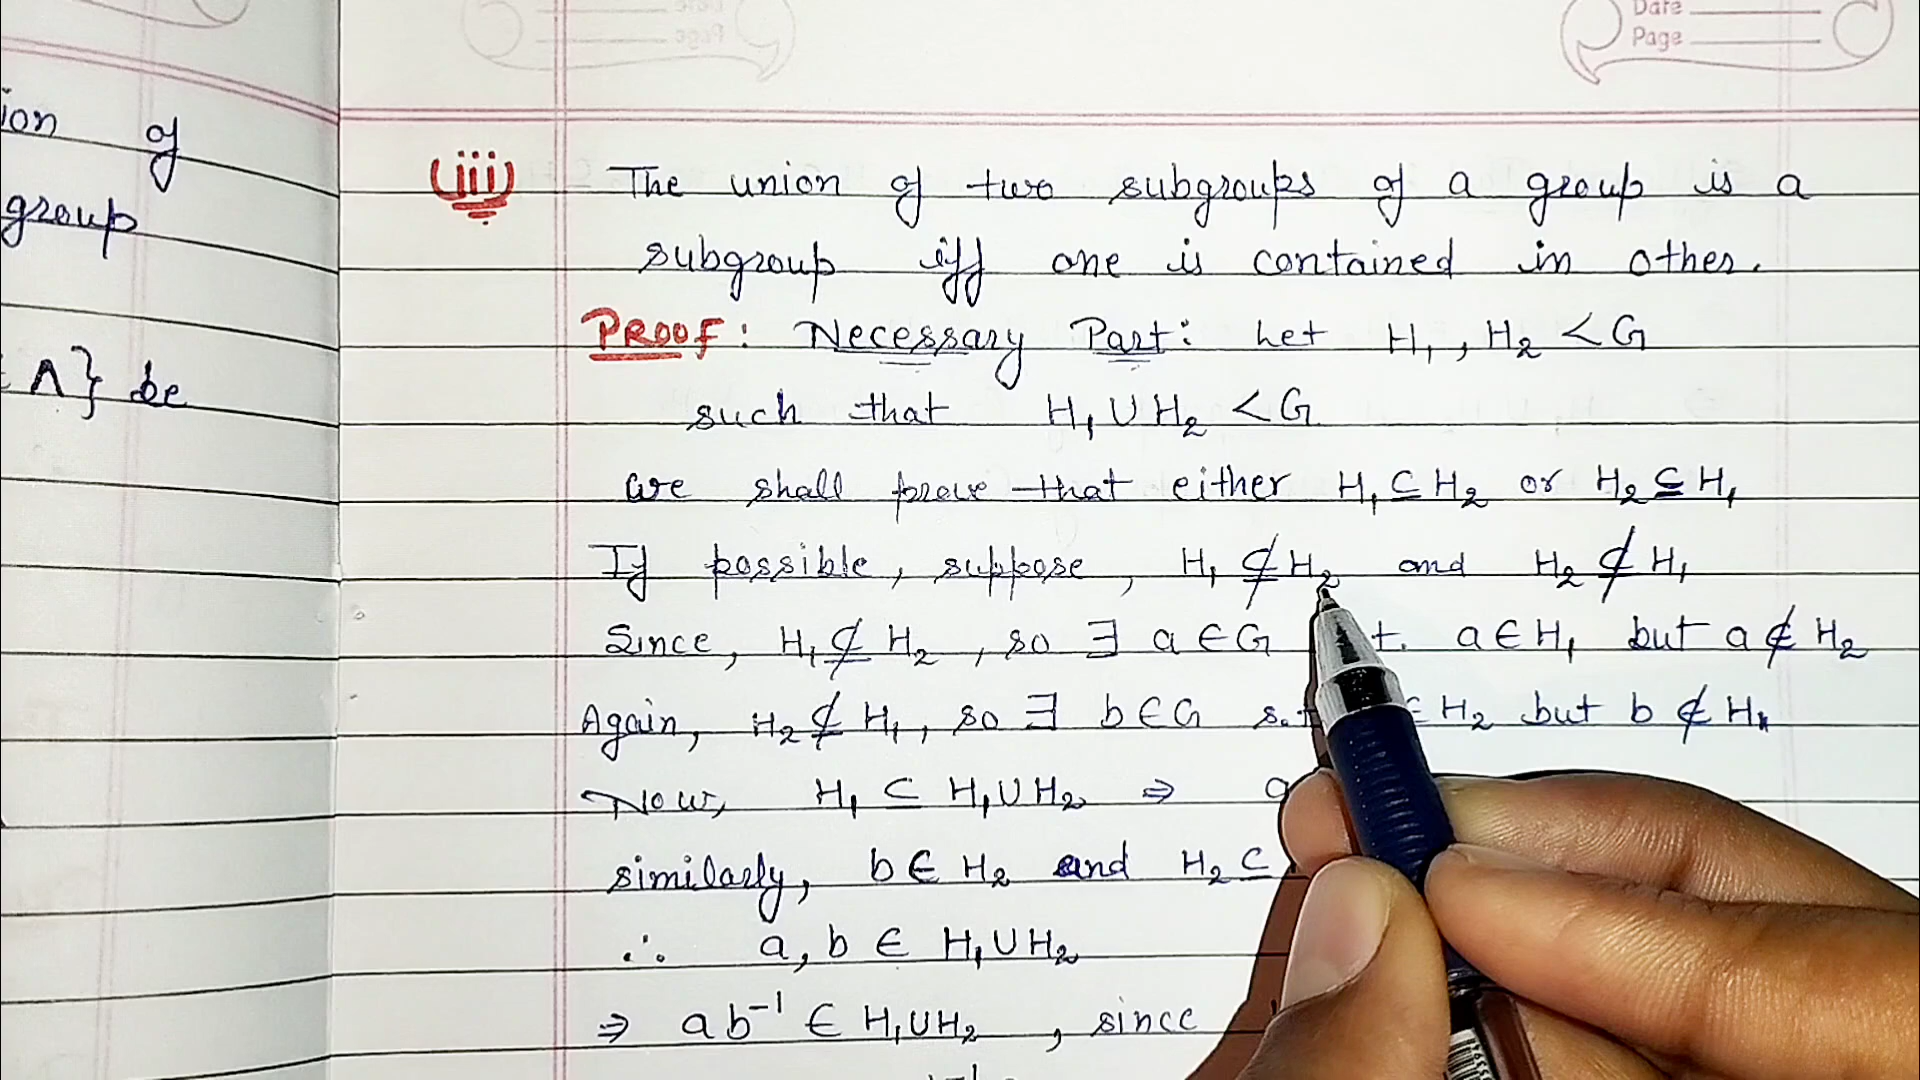 Date
Page
ion of
group
Λ} be
(iii) The union of two subgroups of a group is a
subgroup iff one is contained in other.
PROOF: Necessary Part: Let H₁, H₂ < G
such that H₁ ∪ H₂ < G
we shall prove that either H₁ ⊆ H₂ or H₂ ⊆ H₁
If possible, suppose, H₁ ⊈ H₂ and H₂ ⊈ H₁
Since, H₁ ⊈ H₂, so ∃ a ∈ G t. a ∈ H₁ but a ∉ H₂
Again, H₂ ⊈ H₁, so ∃ b ∈ G s.t ∈ H₂ but b ∉ H₁
Now, H₁ ⊆ H₁ ∪ H₂ ⇒ a
similarly, b ∈ H₂ and H₂ ⊆
∴ a, b ∈ H₁ ∪ H₂
⇒ ab⁻¹ ∈ H₁ ∪ H₂, since